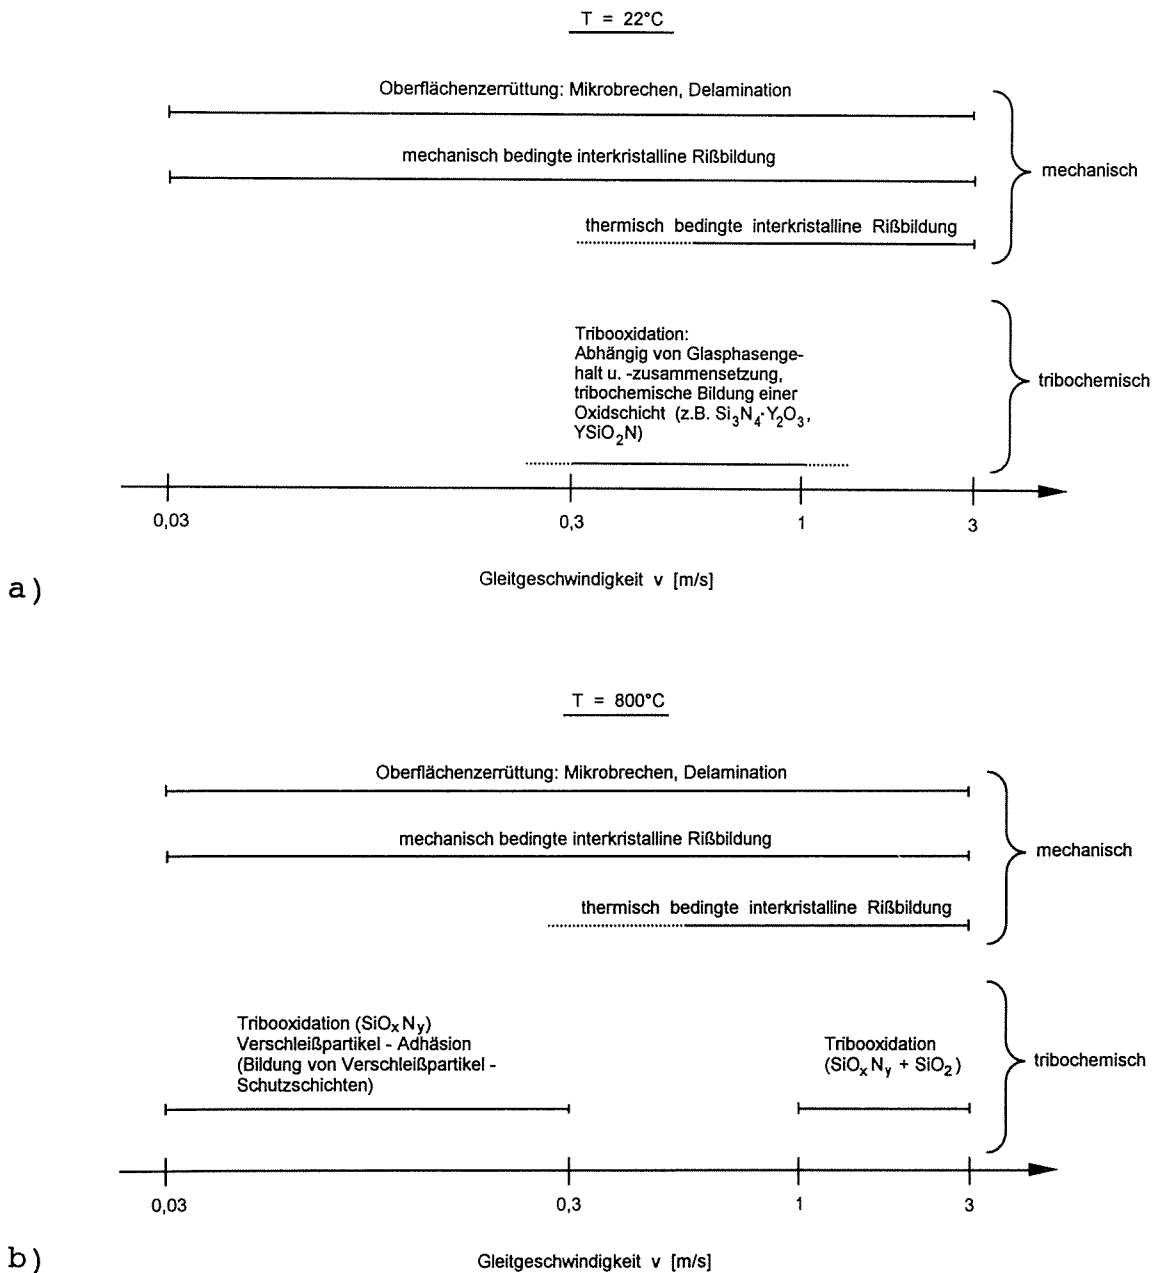 T = 22°C
Oberflächenzerrüttung: Mikrobrechen, Delamination
mechanisch bedingte interkristalline Rißbildung
mechanisch
thermisch bedingte interkristalline Rißbildung
Tribooxidation:
Abhängig von Glasphasenge-
halt u. -zusammensetzung,
tribochemische Bildung einer
Oxidschicht (z.B. Si₃N₄·Y₂O₃,
YSiO₂N)
tribochemisch
0,03 0,3 1 3
Gleitgeschwindigkeit v [m/s]
a)
T = 800°C
Oberflächenzerrüttung: Mikrobrechen, Delamination
mechanisch bedingte interkristalline Rißbildung
mechanisch
thermisch bedingte interkristalline Rißbildung
Tribooxidation (SiOₓNᵧ)
Verschleißpartikel - Adhäsion
(Bildung von Verschleißpartikel -
Schutzschichten)
Tribooxidation
(SiOₓNᵧ + SiO₂)
tribochemisch
0,03 0,3 1 3
Gleitgeschwindigkeit v [m/s]
b)